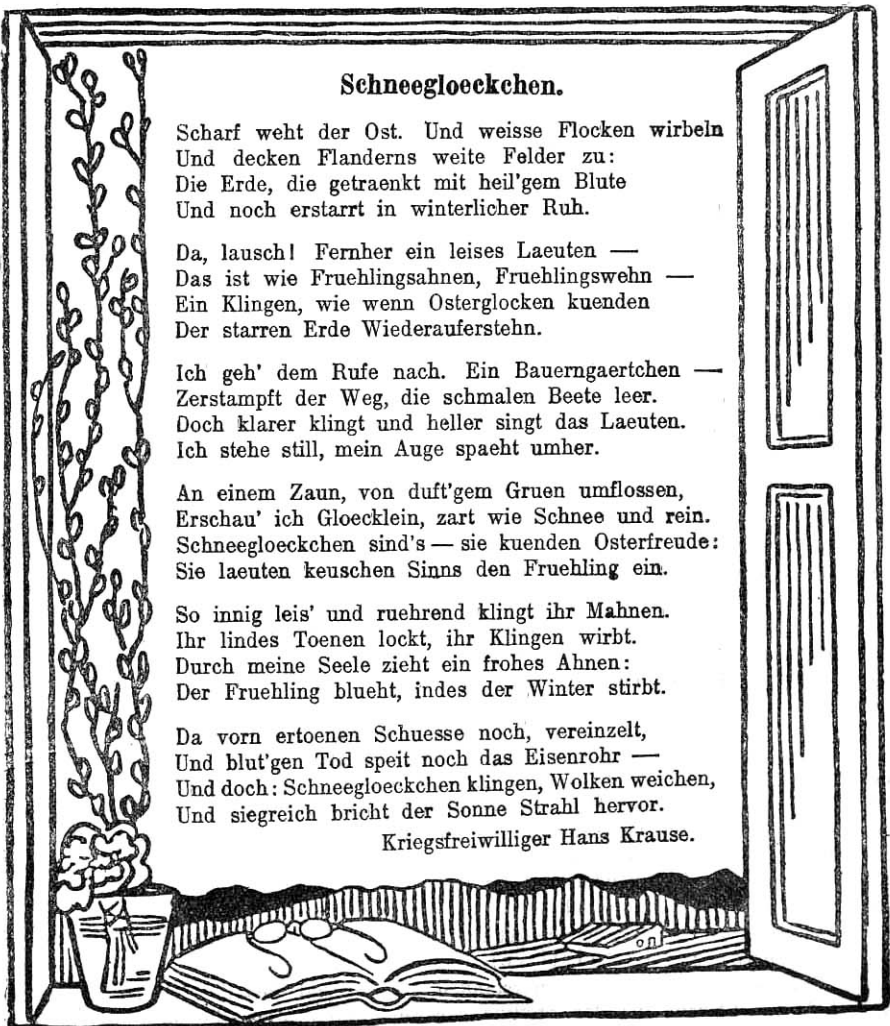 Schneegloeckchen.
Scharf weht der Ost. Und weisse Flocken wirbeln
Und decken Flanderns weite Felder zu:
Die Erde, die getraenkt mit heil'gem Blute
Und noch erstarrt in winterlicher Ruh.
Da, lausch! Fernher ein leises Laeuten —
Das ist wie Fruehlingsahnen, Fruehlingswehn —
Ein Klingen, wie wenn Osterglocken kuenden
Der starren Erde Wiederauferstehn.
Ich geh' dem Rufe nach. Ein Bauerngaertchen —
Zerstampft der Weg, die schmalen Beete leer.
Doch klarer klingt und heller singt das Laeuten.
Ich stehe still, mein Auge spaeht umher.
An einem Zaun, von duft'gem Gruen umflossen,
Erschau' ich Gloecklein, zart wie Schnee und rein.
Schneegloeckchen sind's — sie kuenden Osterfreude:
Sie laeuten keuschen Sinns den Fruehling ein.
So innig leis' und ruehrend klingt ihr Mahnen.
Ihr lindes Toenen lockt, ihr Klingen wirbt.
Durch meine Seele zieht ein frohes Ahnen:
Der Fruehling blueht, indes der Winter stirbt.
Da vorn ertoenen Schuesse noch, vereinzelt,
Und blut'gen Tod speit noch das Eisenrohr —
Und doch: Schneegloeckchen klingen, Wolken weichen,
Und siegreich bricht der Sonne Strahl hervor.
Kriegsfreiwilliger Hans Krause.